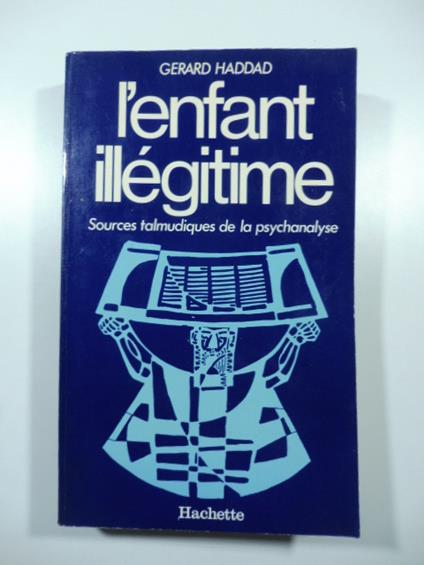 GERARD HADDAD
l'enfant
illégitime
Sources talmudiques de la psychanalyse
Hachette